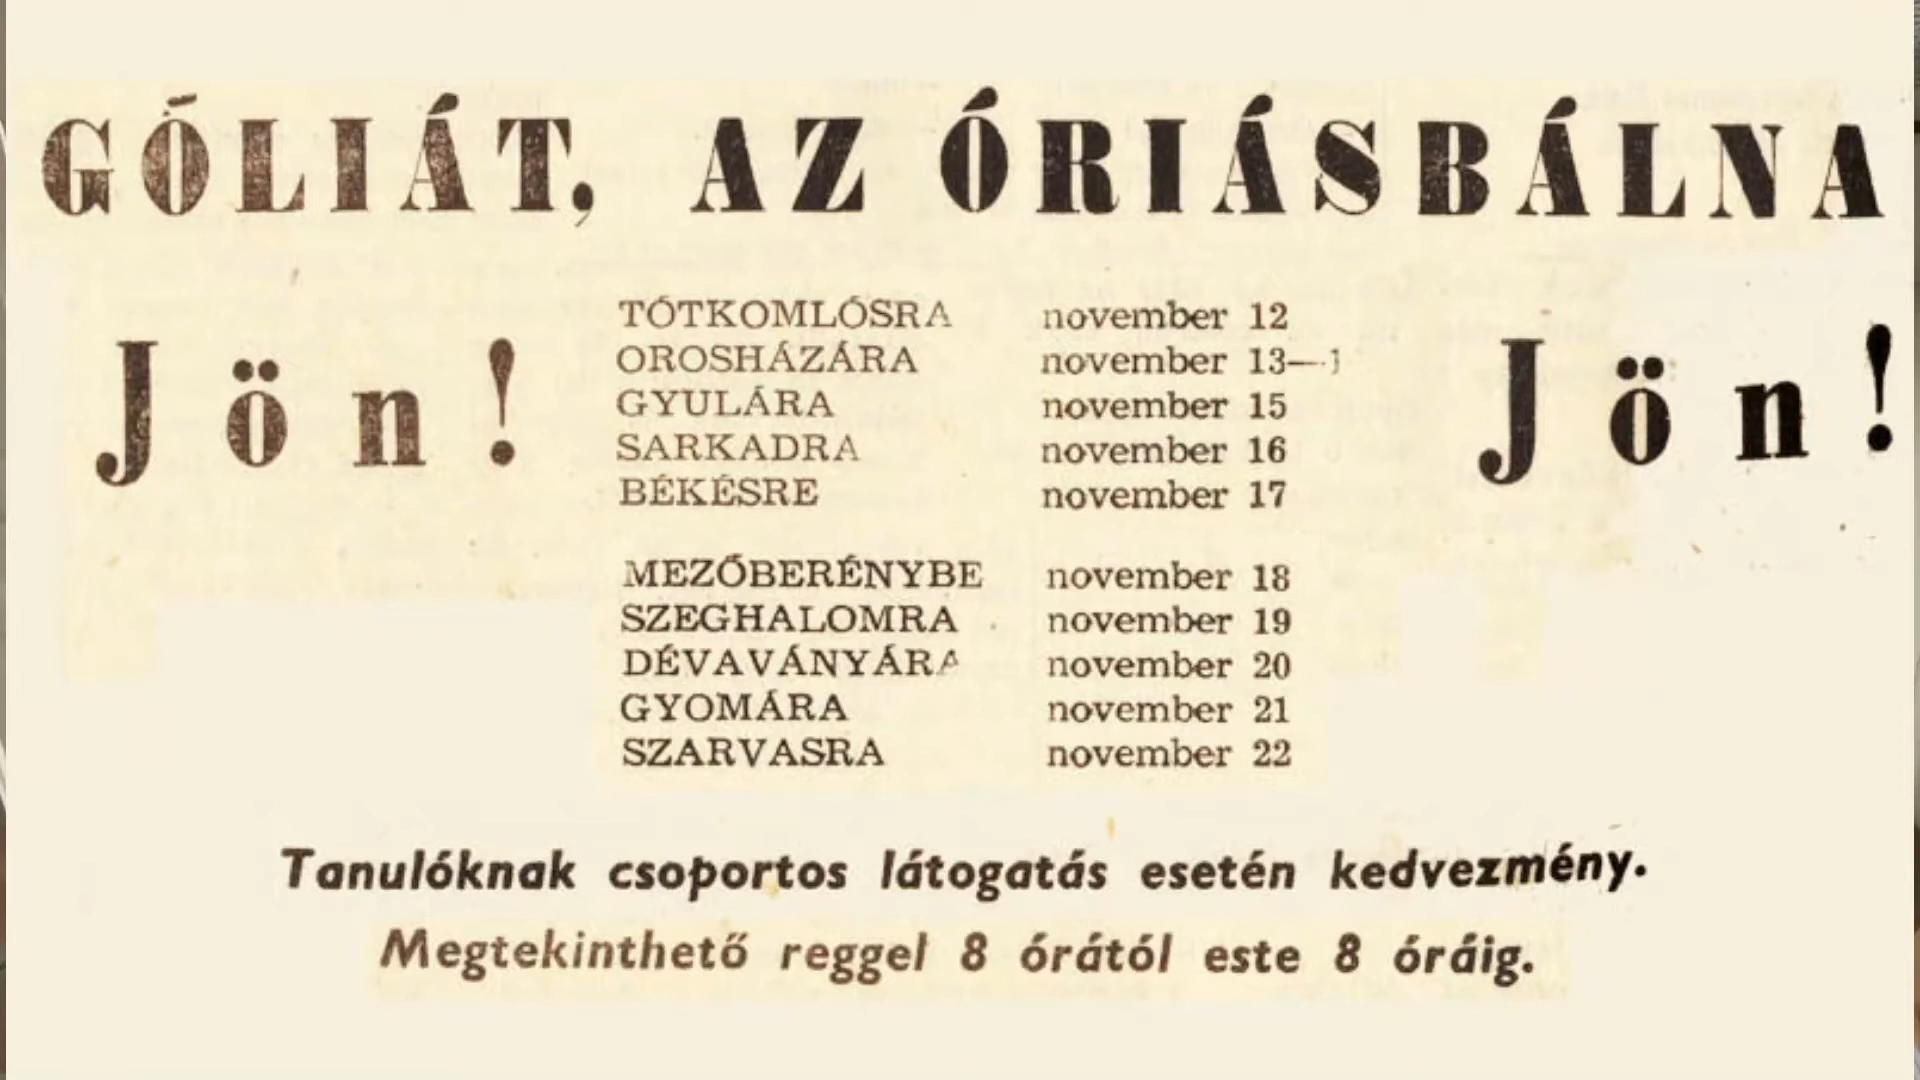 GÓLIÁT, AZ ÓRIÁSBÁLNA
Jön!
Jön!
TÓTKOMLÓSRA november 12
OROSHÁZÁRA november 13—1
GYULÁRA november 15
SARKADRA november 16
BÉKÉSRE november 17
MEZŐBERÉNYBE november 18
SZEGHALOMRA november 19
DÉVAVÁNYÁRA november 20
GYOMÁRA november 21
SZARVASRA november 22
Tanulóknak csoportos látogatás esetén kedvezmény.
Megtekinthető reggel 8 órától este 8 óráig.